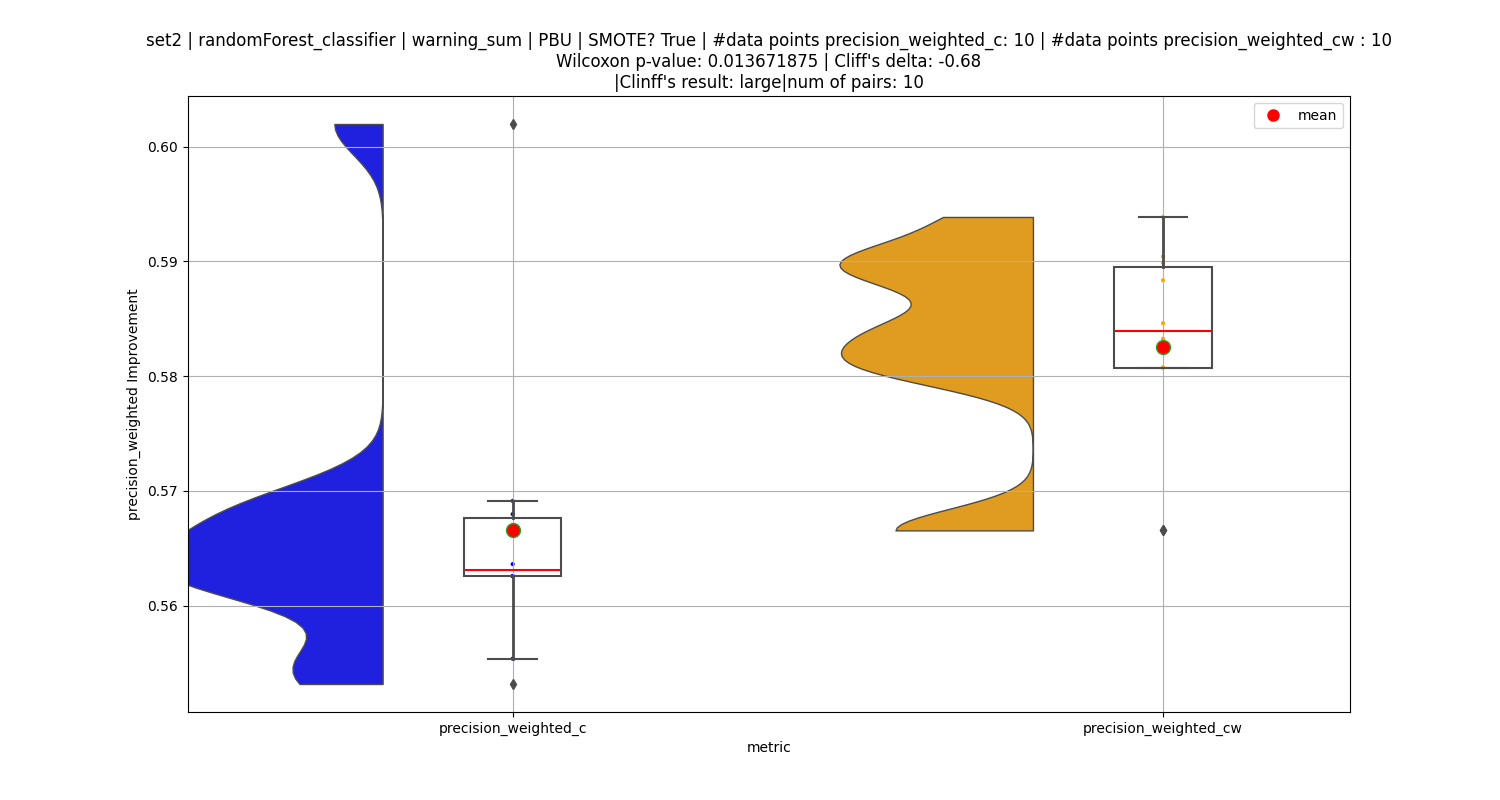 set2 | randomForest_classifier | warning_sum | PBU | SMOTE? True | #data points precision_weighted_c: 10 | #data points precision_weighted_cw : 10
Wilcoxon p-value: 0.013671875 | Cliff's delta: -0.68
|Clinff's result: large|num of pairs: 10
mean
0.60
0.59
0.58
0.57
0.56
precision_weighted Improvement
precision_weighted_c
precision_weighted_cw
metric